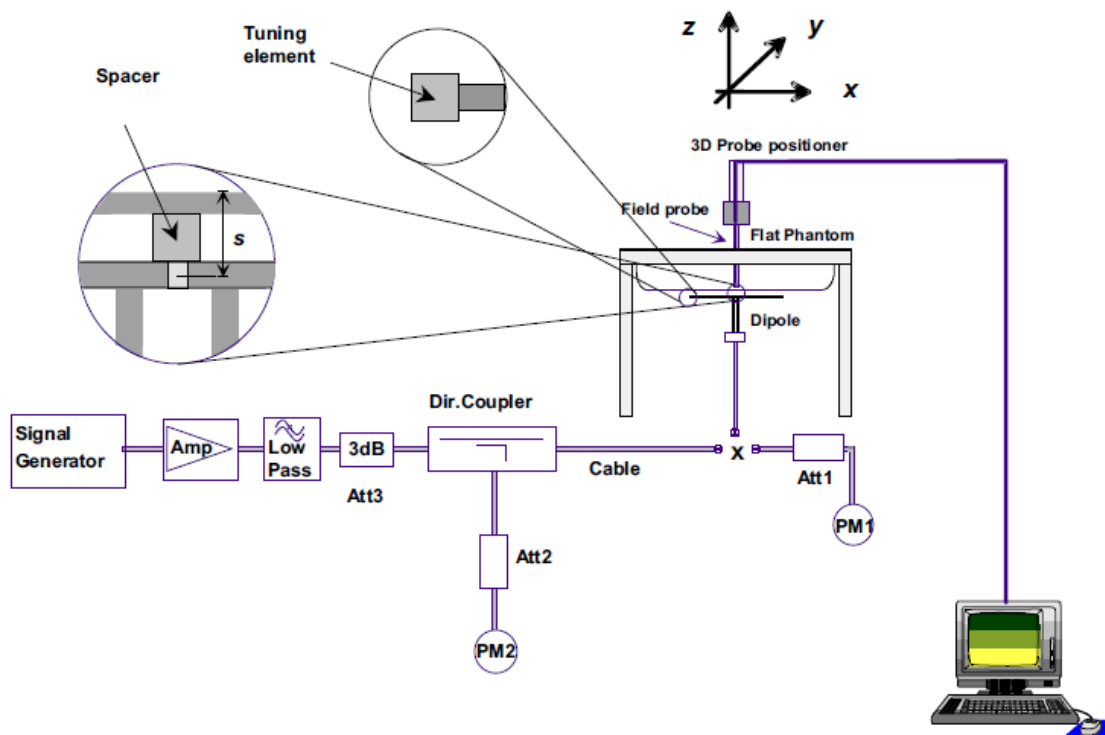 Tuning
element
Spacer
z
y
x
s
3D Probe positioner
Field probe
Flat Phantom
Dipole
Dir.Coupler
Signal
Generator
Amp
Low
Pass
3dB
Att3
Cable
x
Att1
PM1
Att2
PM2